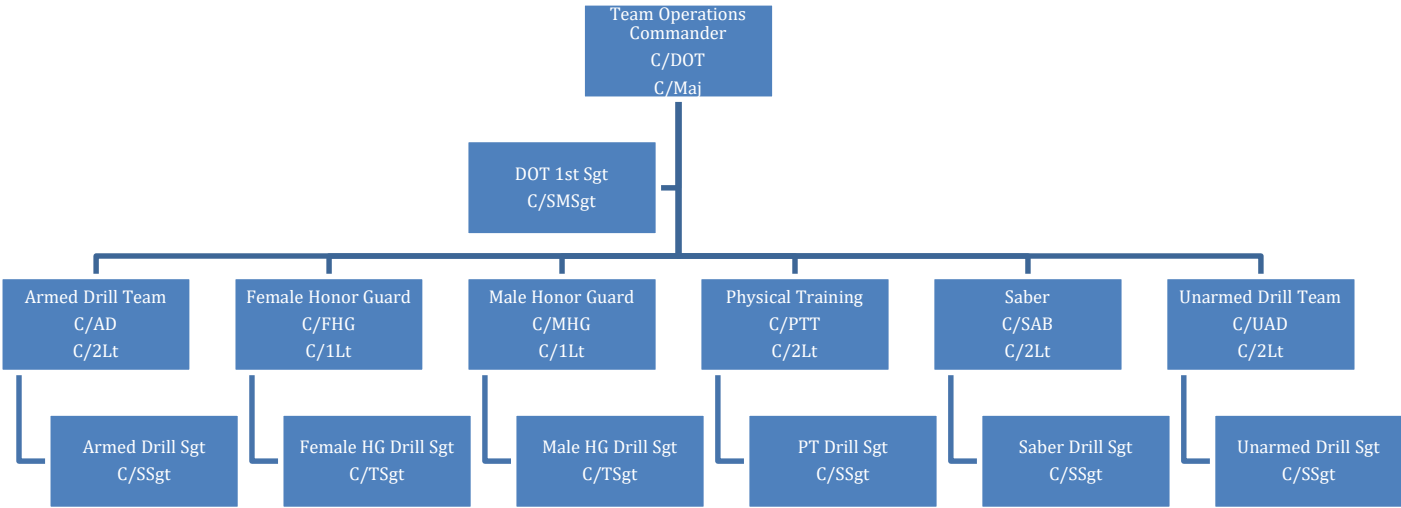 Team Operations
Commander
C/DOT
C/Maj
DOT 1st Sgt
C/SMSgt
Armed Drill Team
C/AD
C/2Lt
Female Honor Guard
C/FHG
C/1Lt
Male Honor Guard
C/MHG
C/1Lt
Physical Training
C/PTT
C/2Lt
Saber
C/SAB
C/2Lt
Unarmed Drill Team
C/UAD
C/2Lt
Armed Drill Sgt
C/SSgt
Female HG Drill Sgt
C/TSgt
Male HG Drill Sgt
C/TSgt
PT Drill Sgt
C/SSgt
Saber Drill Sgt
C/SSgt
Unarmed Drill Sgt
C/SSgt